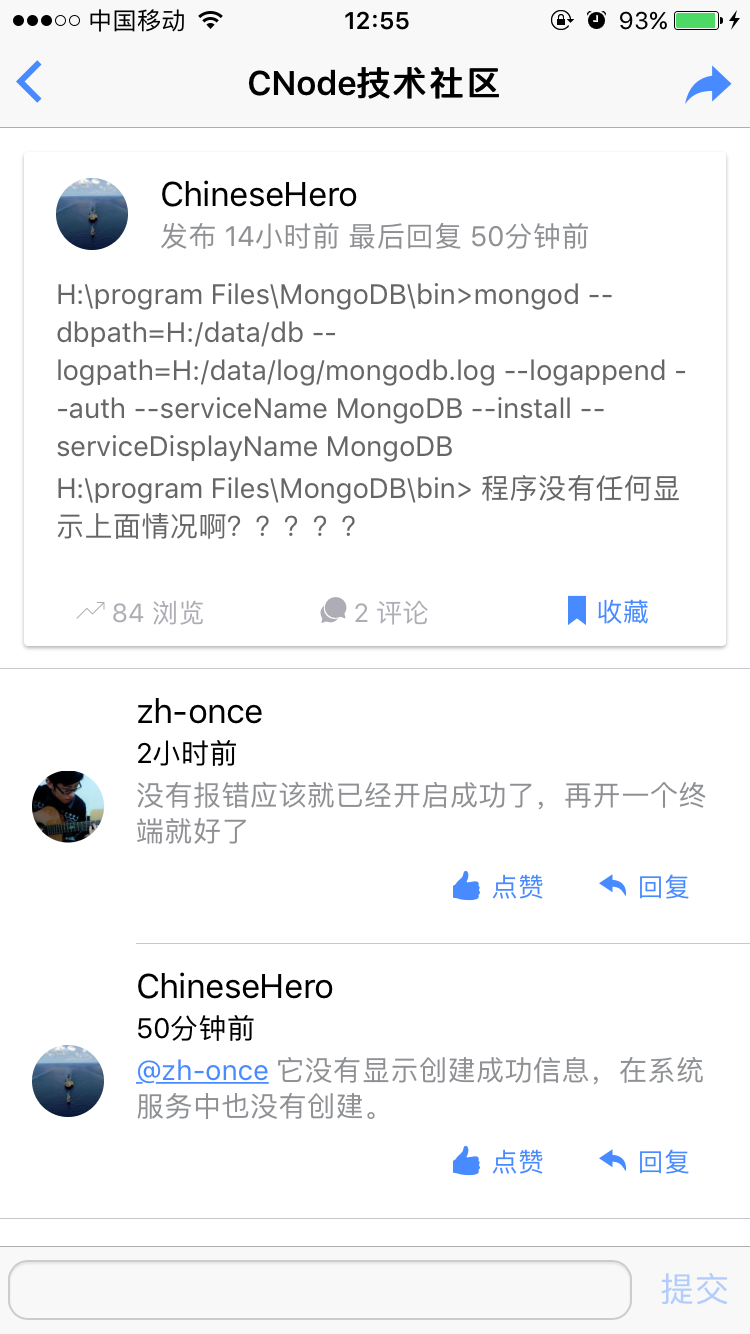 中国移动 12:55 93%
CNode技术社区
ChineseHero
发布 14小时前 最后回复 50分钟前
H:\program Files\MongoDB\bin>mongod --
dbpath=H:/data/db --
logpath=H:/data/log/mongodb.log --logappend -
-auth --serviceName MongoDB --install --
serviceDisplayName MongoDB
H:\program Files\MongoDB\bin> 程序没有任何显
示上面情况啊？？？？？
84 浏览 2 评论 收藏
zh-once
2小时前
没有报错应该就已经开启成功了，再开一个终
端就好了
点赞 回复
ChineseHero
50分钟前
@zh-once 它没有显示创建成功信息，在系统
服务中也没有创建。
点赞 回复
提交